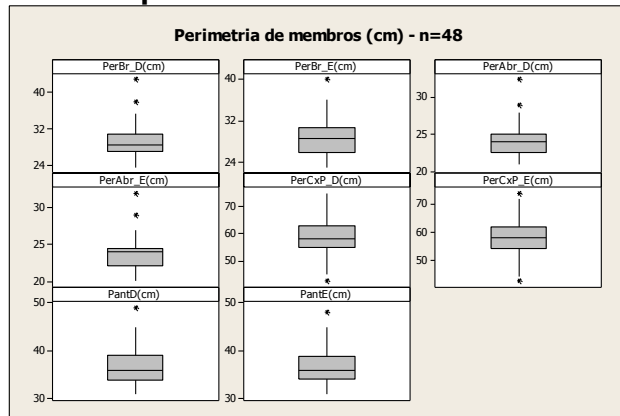 Perimetria de membros (cm) - n=48
PerBr_D(cm)
PerBr_E(cm)
PerAbr_D(cm)
40
32
24
40
32
24
30
25
20
PerAbr_E(cm)
PerCxP_D(cm)
PerCxP_E(cm)
30
25
20
70
60
50
70
60
50
PantD(cm)
PantE(cm)
50
40
30
50
40
30